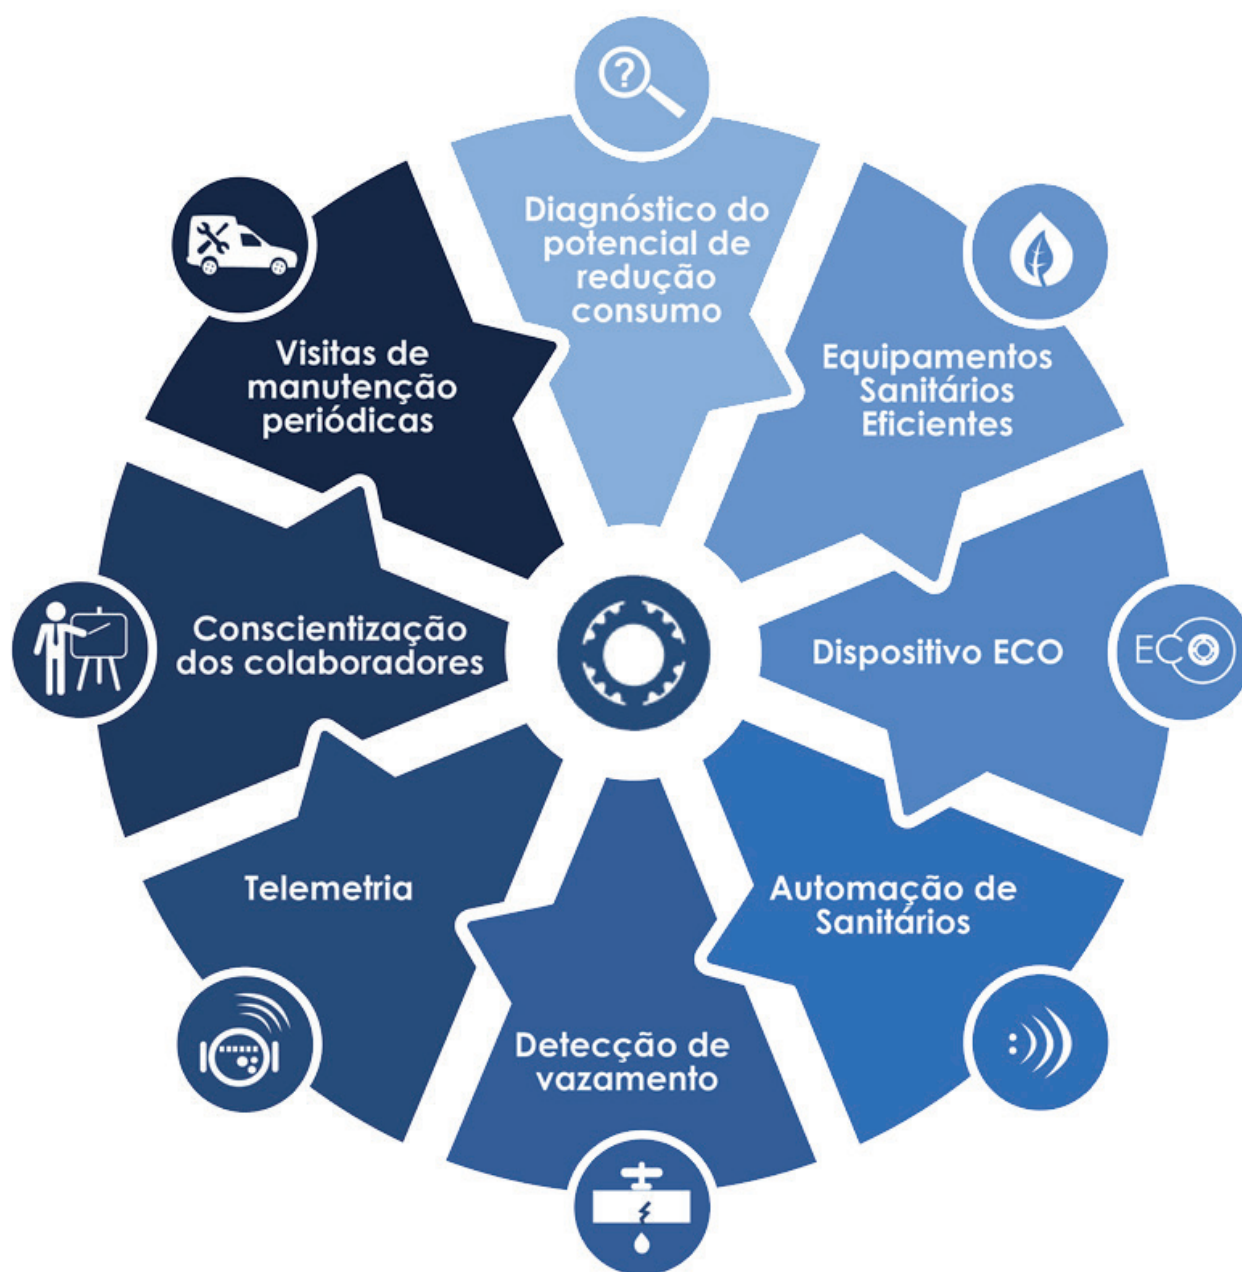 ?
Diagnóstico do
potencial de
redução
consumo
Equipamentos
Sanitários
Eficientes
Dispositivo ECO
ECO
Automação de
Sanitários
Detecção de
vazamento
Telemetria
Conscientização
dos colaboradores
Visitas de
manutenção
periódicas